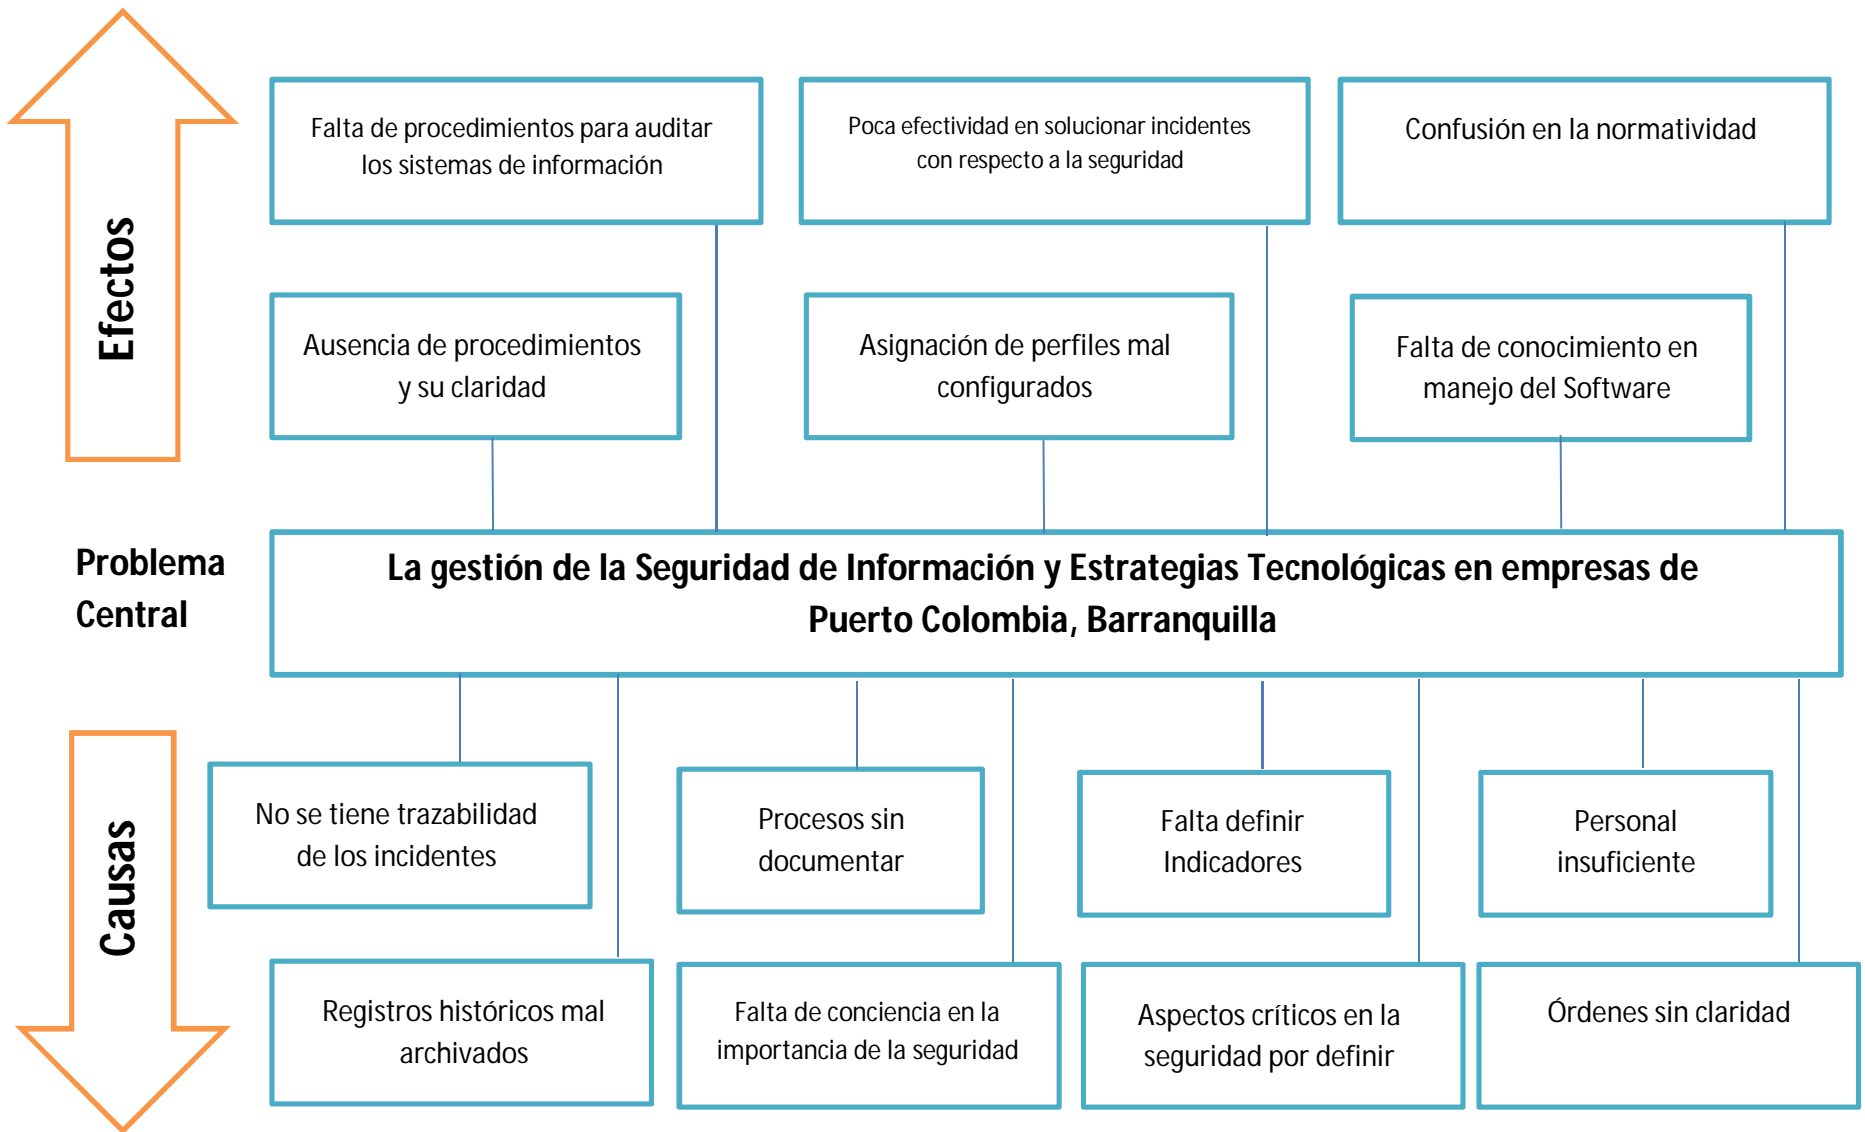 Efectos
Falta de procedimientos para auditar
los sistemas de información
Poca efectividad en solucionar incidentes
con respecto a la seguridad
Confusión en la normatividad
Ausencia de procedimientos
y su claridad
Asignación de perfiles mal
configurados
Falta de conocimiento en
manejo del Software
Problema
Central
La gestión de la Seguridad de Información y Estrategias Tecnológicas en empresas de
Puerto Colombia, Barranquilla
Causas
No se tiene trazabilidad
de los incidentes
Procesos sin
documentar
Falta definir
Indicadores
Personal
insuficiente
Registros históricos mal
archivados
Falta de conciencia en la
importancia de la seguridad
Aspectos críticos en la
seguridad por definir
Órdenes sin claridad